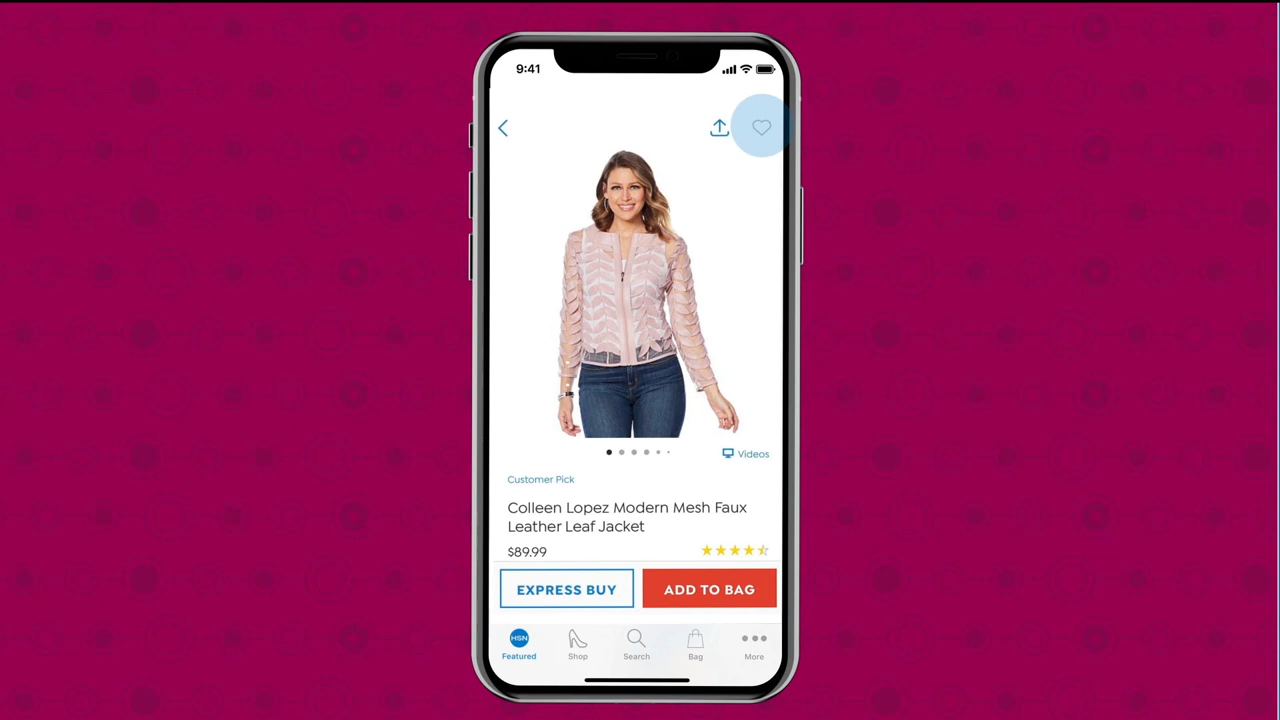 9:41
Videos
Customer Pick
Colleen Lopez Modern Mesh Faux
Leather Leaf Jacket
$89.99
EXPRESS BUY
ADD TO BAG
HSN
Featured
Shop
Search
Bag
More